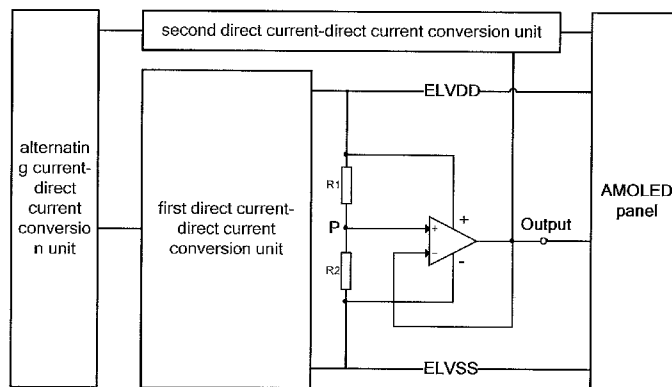 second direct current-direct current conversion unit
ELVDD
alternatin
g current-
direct
current
conversio
n unit
first direct current-
direct current
conversion unit
R1
P
R2
+
-
+
-
Output
AMOLED
panel
ELVSS